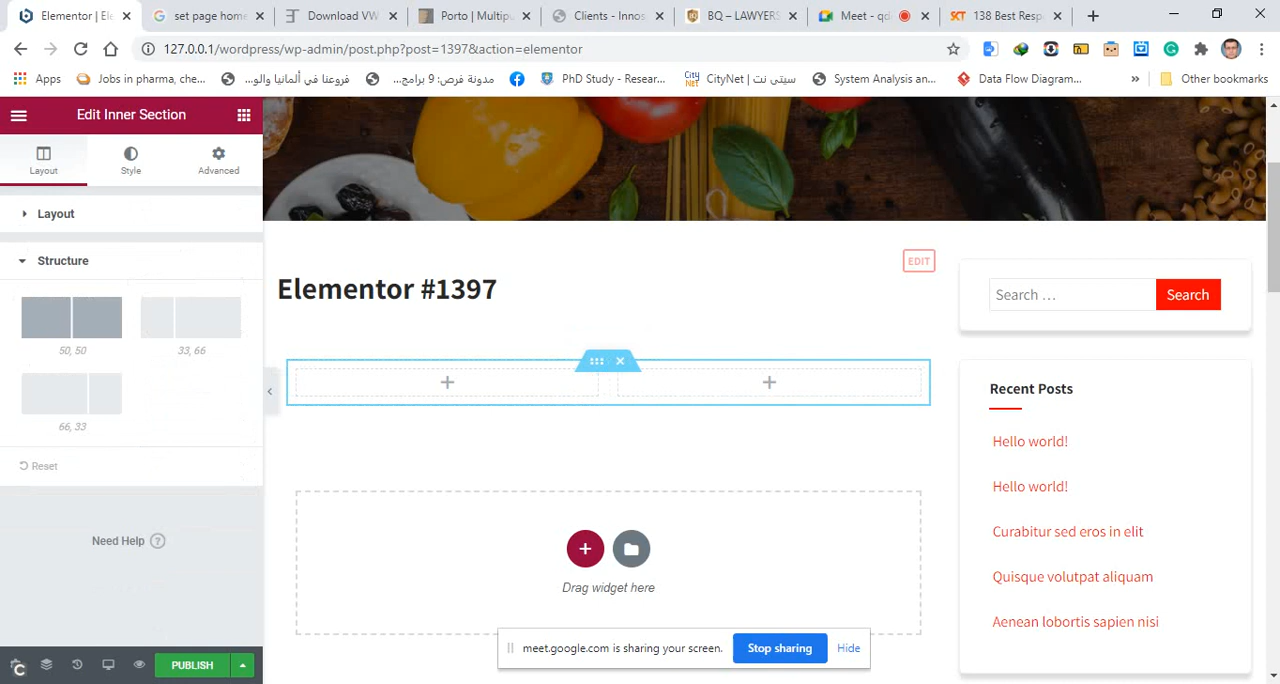 Elementor | Ele
set page home
Download VW
Porto | Multipu
Clients - Innos
BQ – LAWYERS
Meet - qd
138 Best Resp
127.0.0.1/wordpress/wp-admin/post.php?post=1397&action=elementor
Apps
Jobs in pharma, che...
فروعنا في ألمانيا والو...
مدونة فرص: 9 برامج...
PhD Study - Resear...
CityNet | سيتي نت
System Analysis an...
Data Flow Diagram...
»
Other bookmarks
Edit Inner Section
Layout
Style
Advanced
Layout
Structure
50, 50
33, 66
66, 33
Reset
Need Help
PUBLISH
EDIT
Elementor #1397
Drag widget here
Search …
Search
Recent Posts
Hello world!
Hello world!
Curabitur sed eros in elit
Quisque volutpat aliquam
Aenean lobortis sapien nisi
meet.google.com is sharing your screen.
Stop sharing
Hide